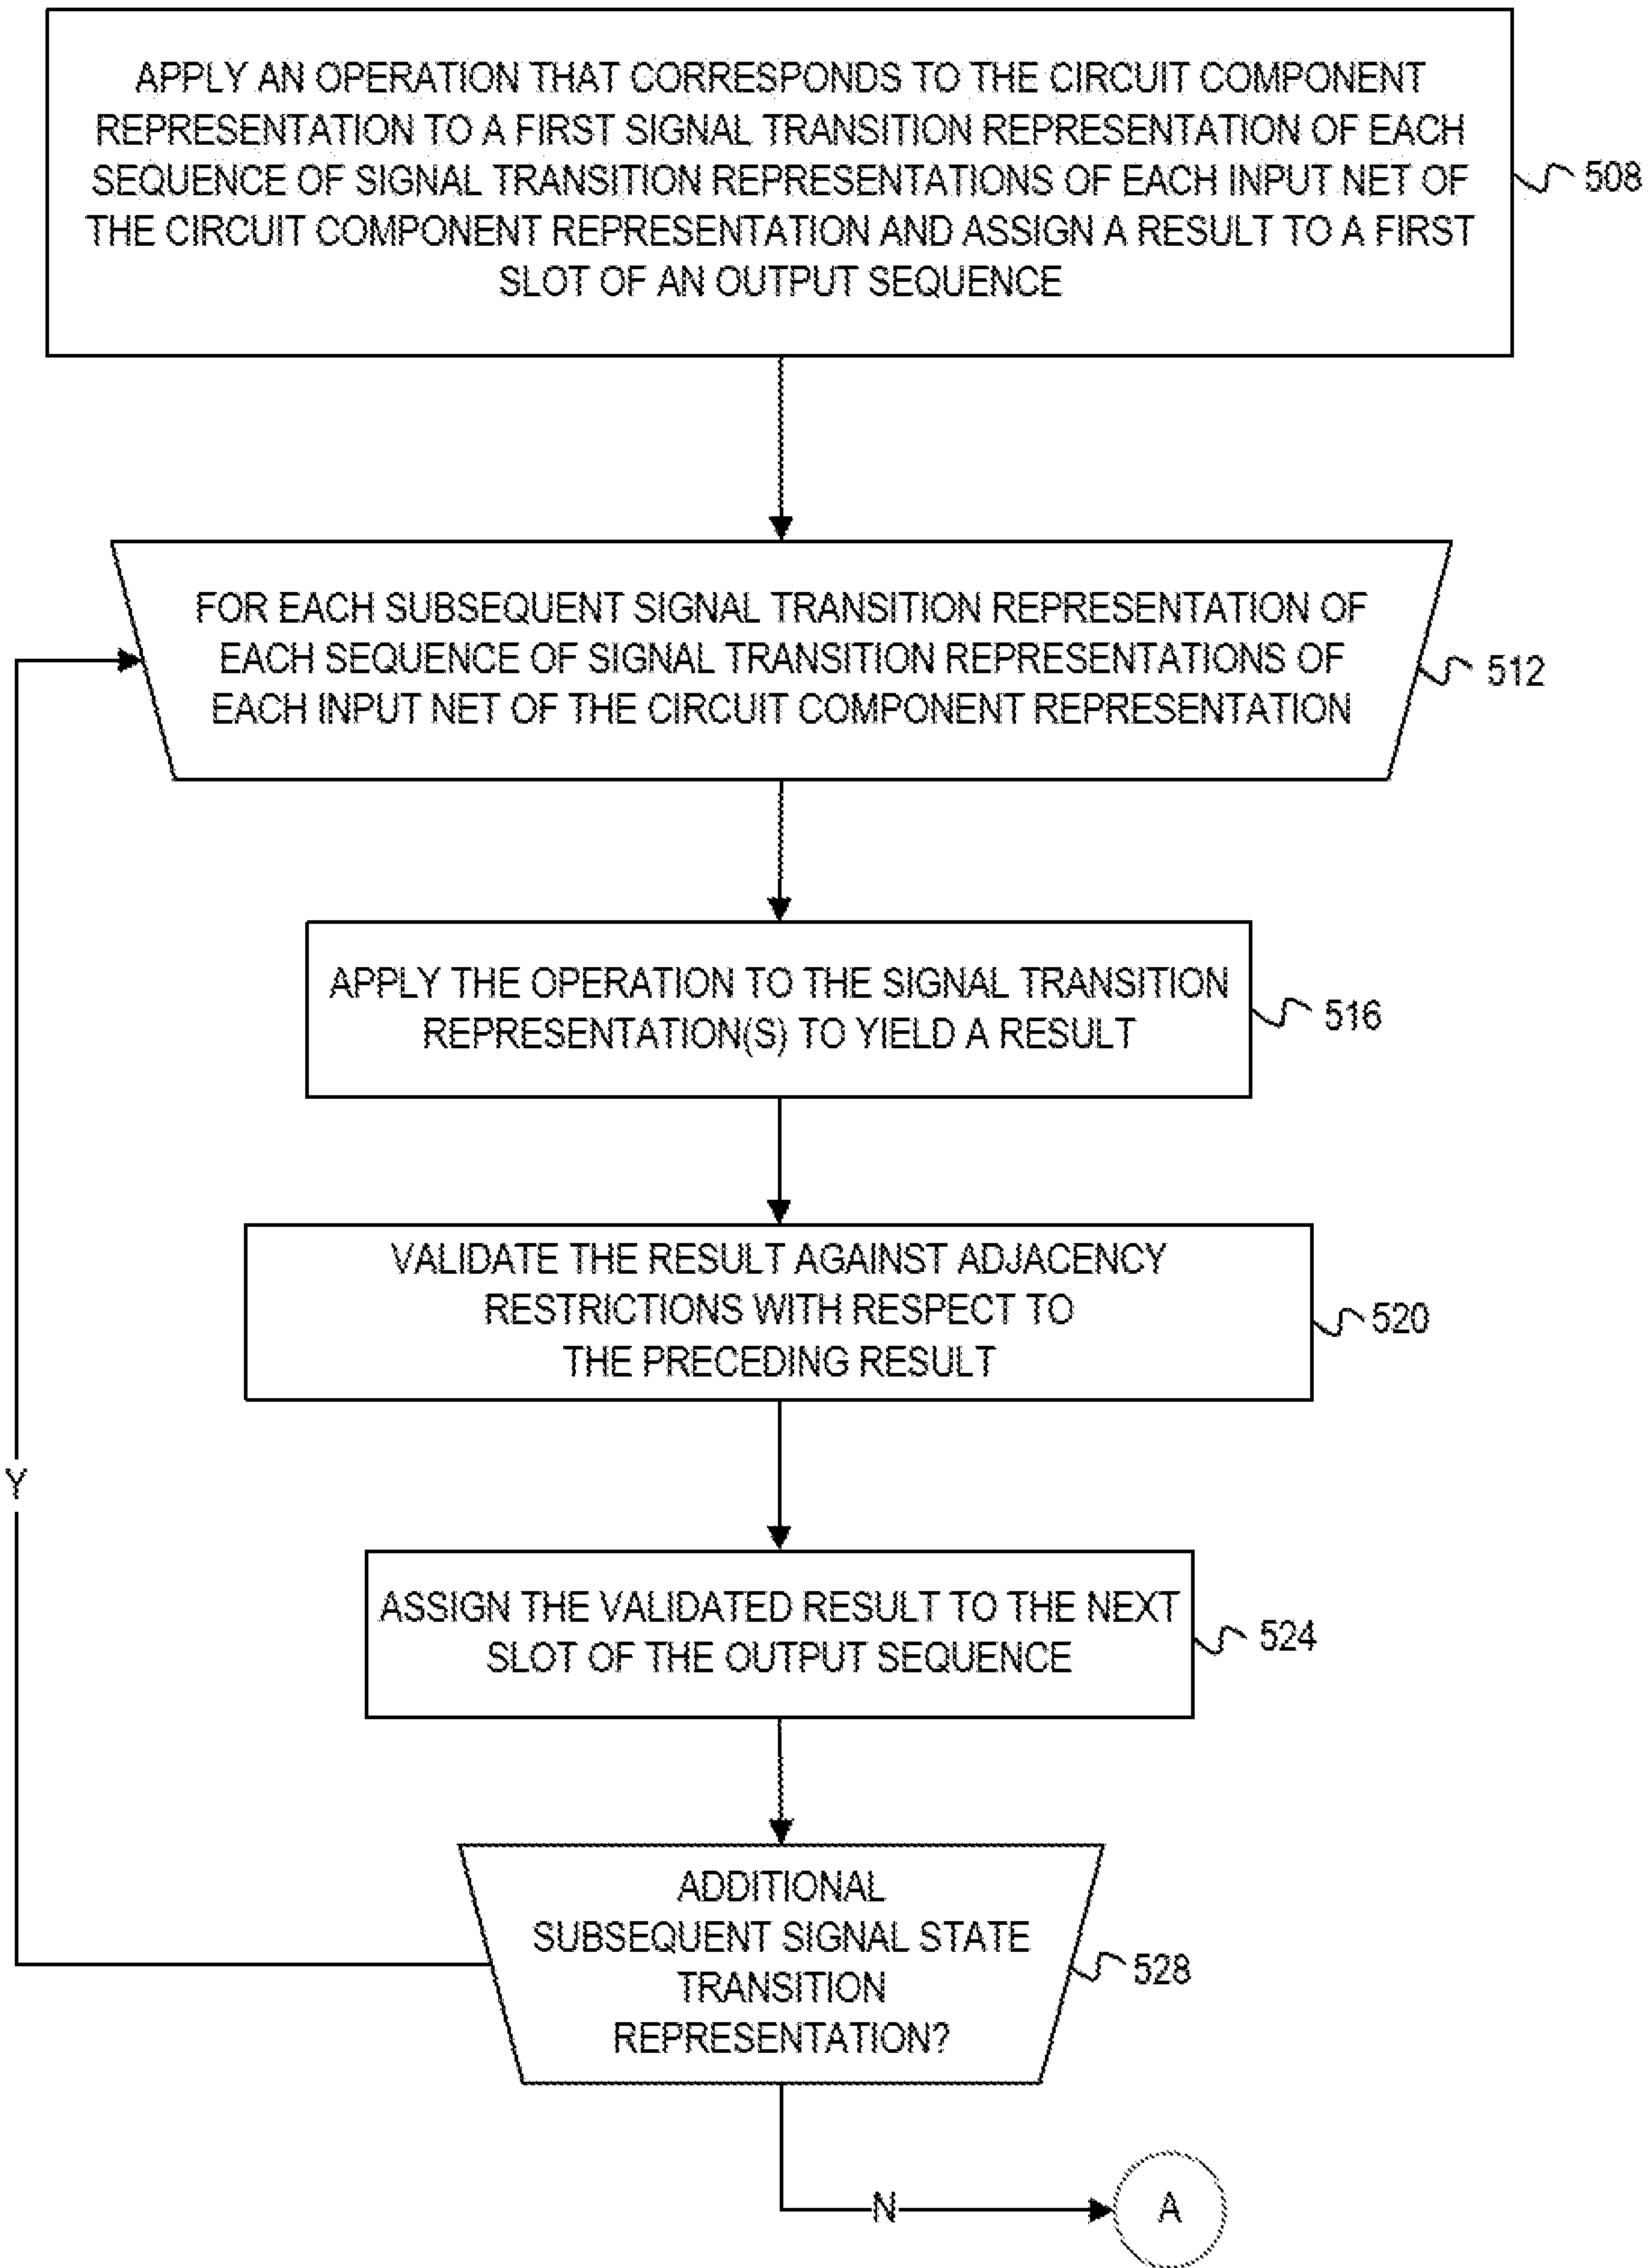 APPLY AN OPERATION THAT CORRESPONDS TO THE CIRCUIT COMPONENT
REPRESENTATION TO A FIRST SIGNAL TRANSITION REPRESENTATION OF EACH
SEQUENCE OF SIGNAL TRANSITION REPRESENTATIONS OF EACH INPUT NET OF
THE CIRCUIT COMPONENT REPRESENTATION AND ASSIGN A RESULT TO A FIRST
SLOT OF AN OUTPUT SEQUENCE
508
FOR EACH SUBSEQUENT SIGNAL TRANSITION REPRESENTATION OF
EACH SEQUENCE OF SIGNAL TRANSITION REPRESENTATIONS OF
EACH INPUT NET OF THE CIRCUIT COMPONENT REPRESENTATION
512
APPLY THE OPERATION TO THE SIGNAL TRANSITION
REPRESENTATION(S) TO YIELD A RESULT
516
VALIDATE THE RESULT AGAINST ADJACENCY
RESTRICTIONS WITH RESPECT TO
THE PRECEDING RESULT
520
Y
ASSIGN THE VALIDATED RESULT TO THE NEXT
SLOT OF THE OUTPUT SEQUENCE
524
ADDITIONAL
SUBSEQUENT SIGNAL STATE
TRANSITION
REPRESENTATION?
528
N
A